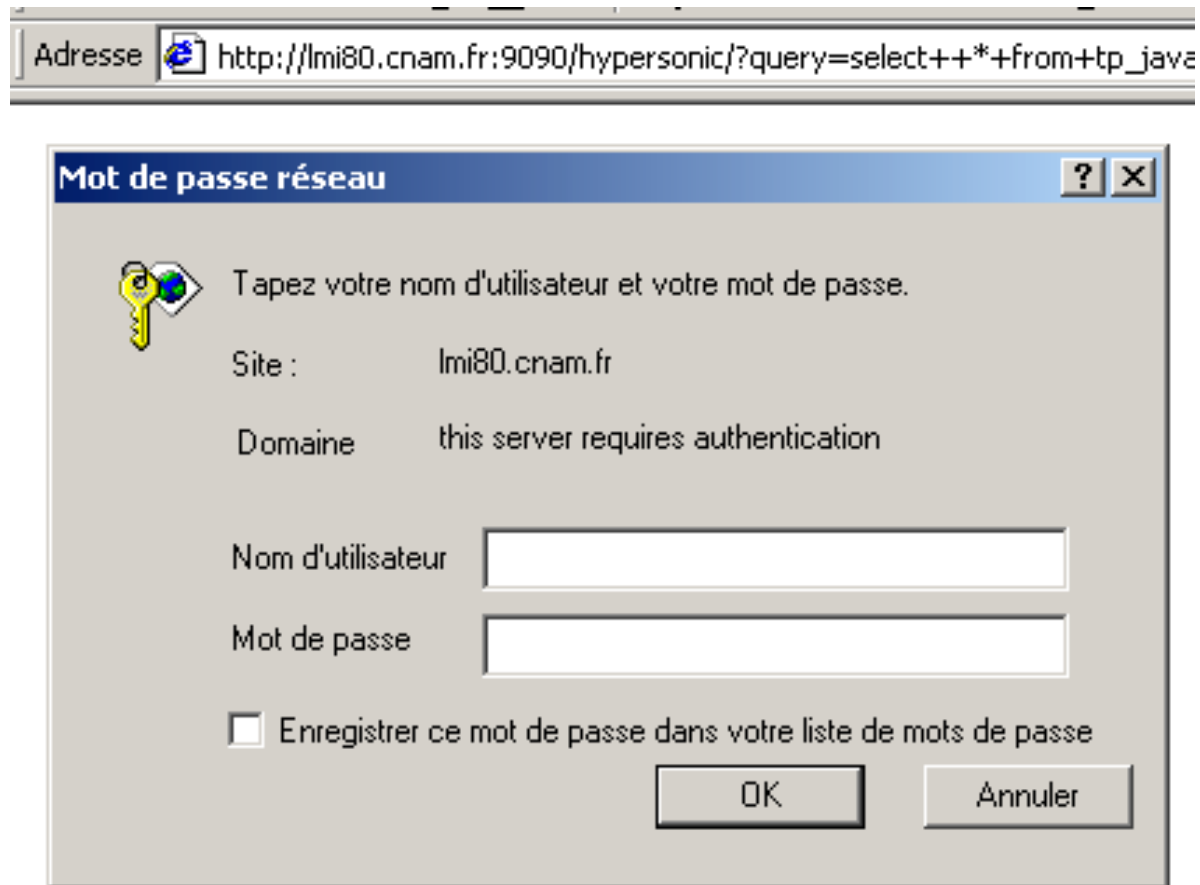 Adresse http://lmi80.cnam.fr:9090/hypersonic/?query=select++*+from+tp_java
Mot de passe réseau
Tapez votre nom d'utilisateur et votre mot de passe.
Site : lmi80.cnam.fr
Domaine this server requires authentication
Nom d'utilisateur
Mot de passe
Enregistrer ce mot de passe dans votre liste de mots de passe
OK Annuler